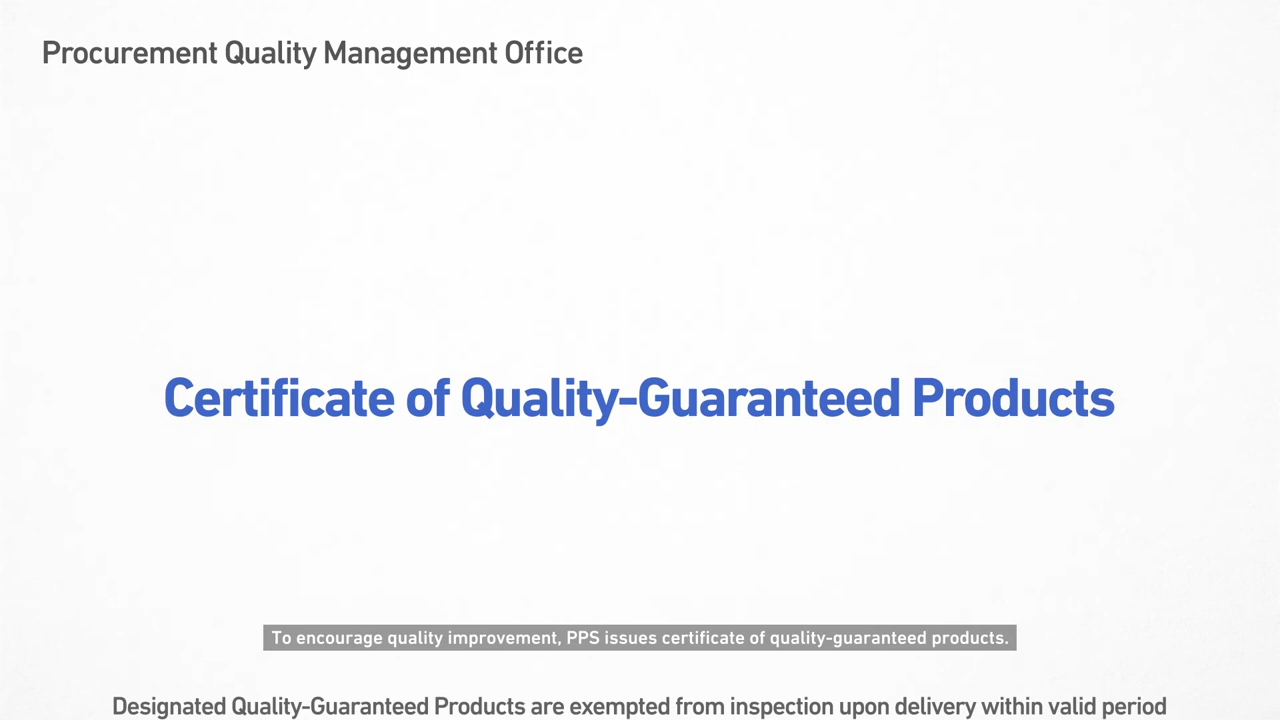 Procurement Quality Management Office
Certificate of Quality-Guaranteed Products
To encourage quality improvement, PPS issues certificate of quality-guaranteed products.
Designated Quality-Guaranteed Products are exempted from inspection upon delivery within valid period